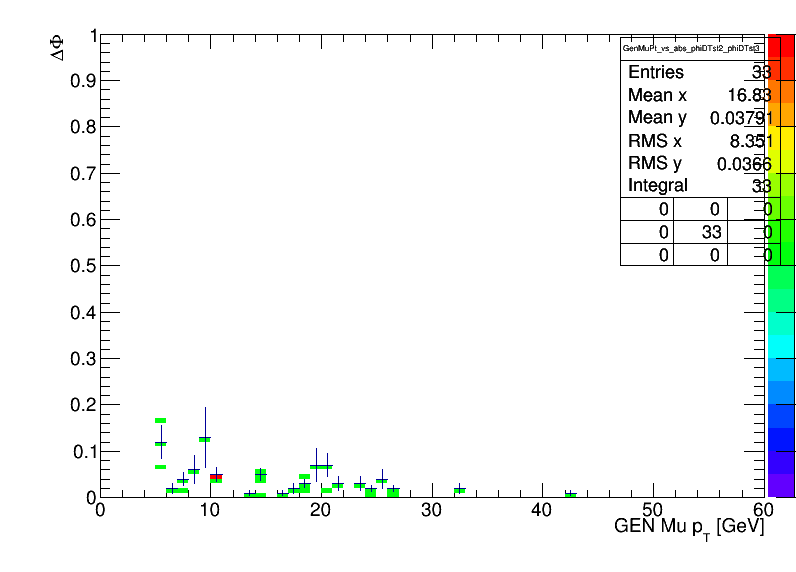 ΔΦ
1
0.9
0.8
0.7
0.6
0.5
0.4
0.3
0.2
0.1
0
0 10 20 30 40 50 60
GEN Mu pT [GeV]
GenMuPt_vs_abs_phiDTst2_phiDTst3
Entries 33
Mean x 16.83
Mean y 0.03791
RMS x 8.351
RMS y 0.0366
Integral 33
0 0 0
0 33 0
0 0 0